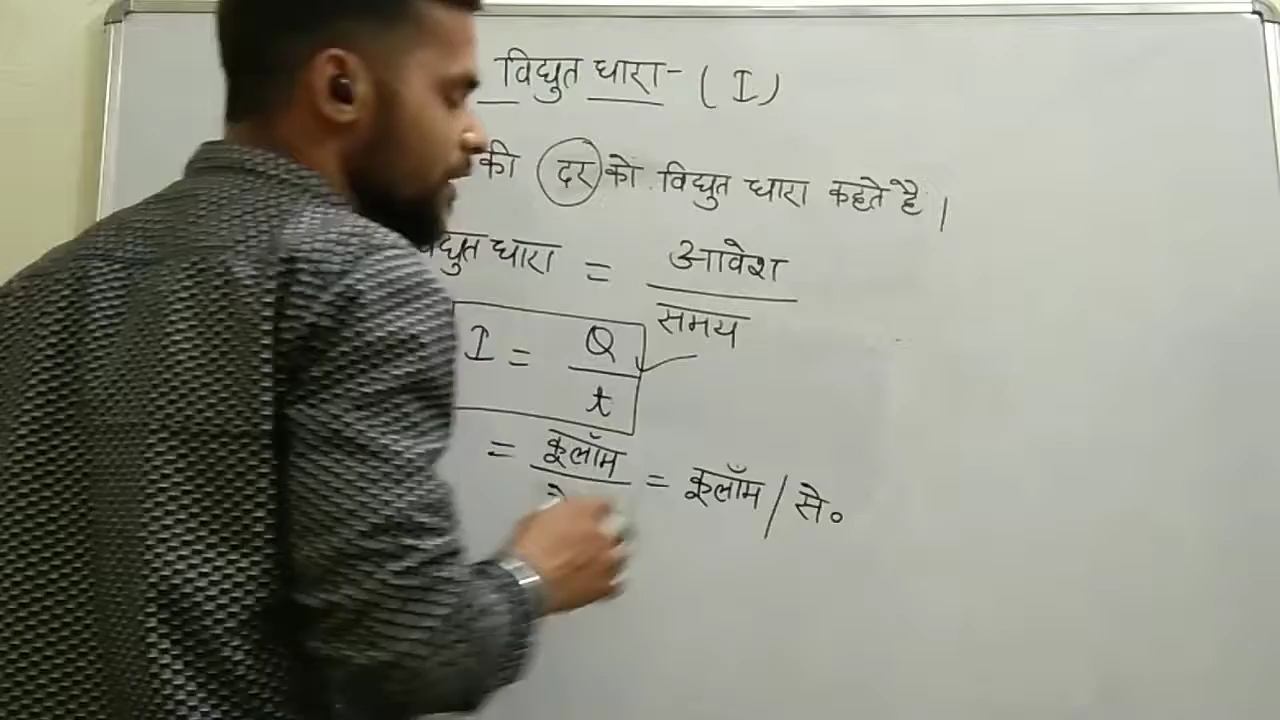 विद्युत धारा - ( I )
की दर को विद्युत धारा कहते है ।
विद्युत धारा = आवेश / समय
I = Q / t
= कूलॉम / = कूलॉम / से०